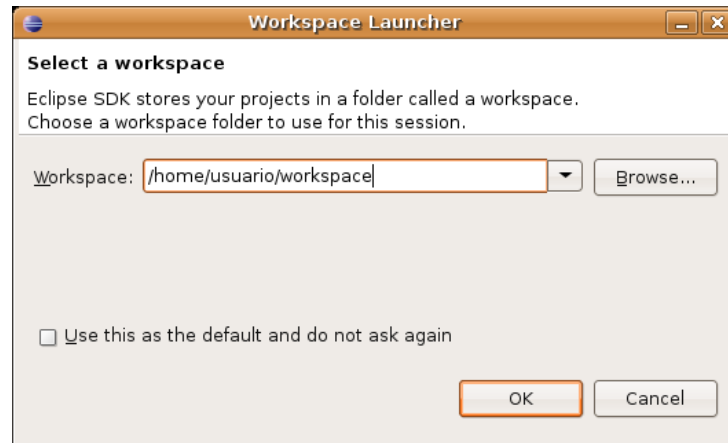 Workspace Launcher
Select a workspace
Eclipse SDK stores your projects in a folder called a workspace.
Choose a workspace folder to use for this session.
Workspace: /home/usuario/workspace Browse...
Use this as the default and do not ask again
OK Cancel